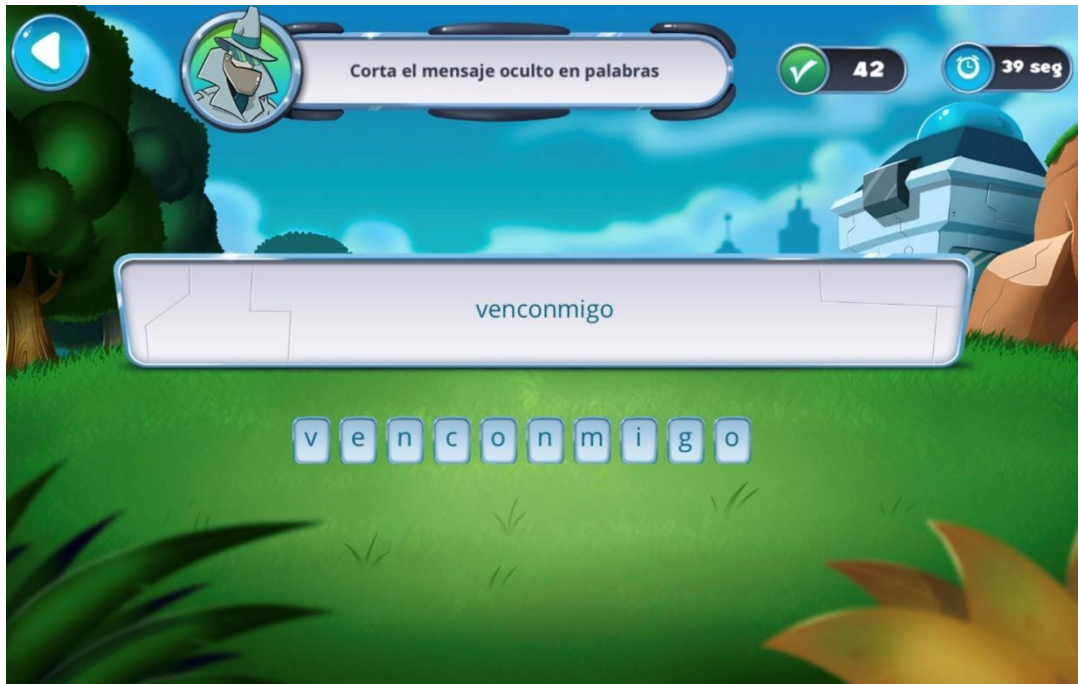 Corta el mensaje oculto en palabras
42
39 seg
venconmigo
v e n c o n m i g o